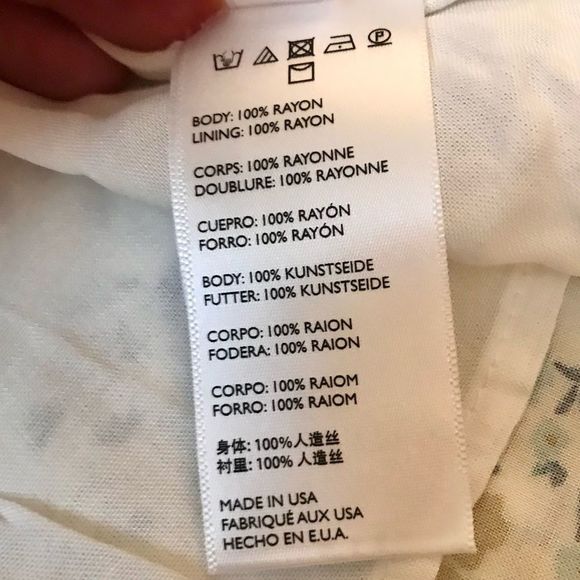 P
BODY: 100% RAYON
LINING: 100% RAYON
CORPS: 100% RAYONNE
DOUBLURE: 100% RAYONNE
CUEPRO: 100% RAYÓN
FORRO: 100% RAYÓN
BODY: 100% KUNSTSEIDE
FUTTER: 100% KUNSTSEIDE
CORPO: 100% RAION
FODERA: 100% RAION
CORPO: 100% RAIOM
FORRO: 100% RAIOM
身体: 100%人造丝
衬里: 100% 人造丝
MADE IN USA
FABRIQUÉ AUX USA
HECHO EN E.U.A.